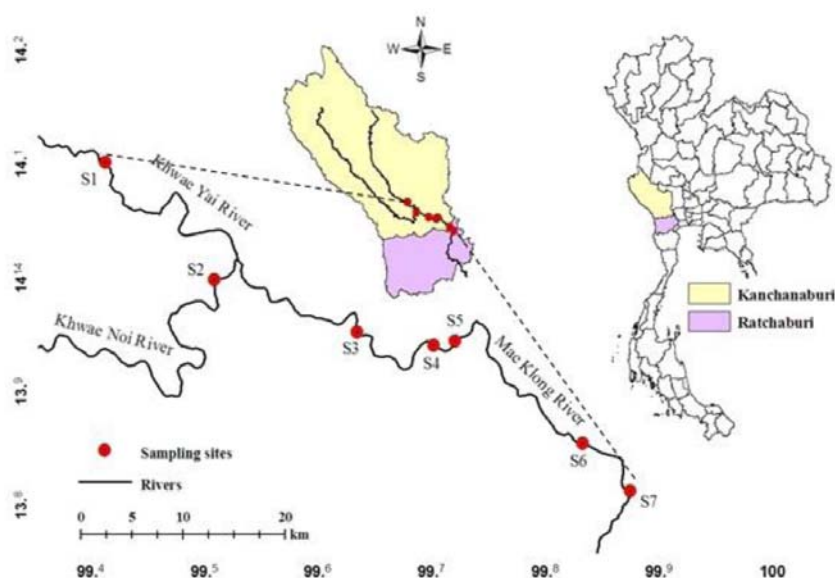 N
W E
S
14.2
14.1
14.14
13.9
13.8
S1
Khwae Yai River
S2
Khwae Noi River
S3
S4
S5
Mae Klong River
S6
S7
Kanchanaburi
Ratchaburi
Sampling sites
Rivers
0 5 10 20
km
99.4 99.5 99.6 99.7 99.8 99.9 100